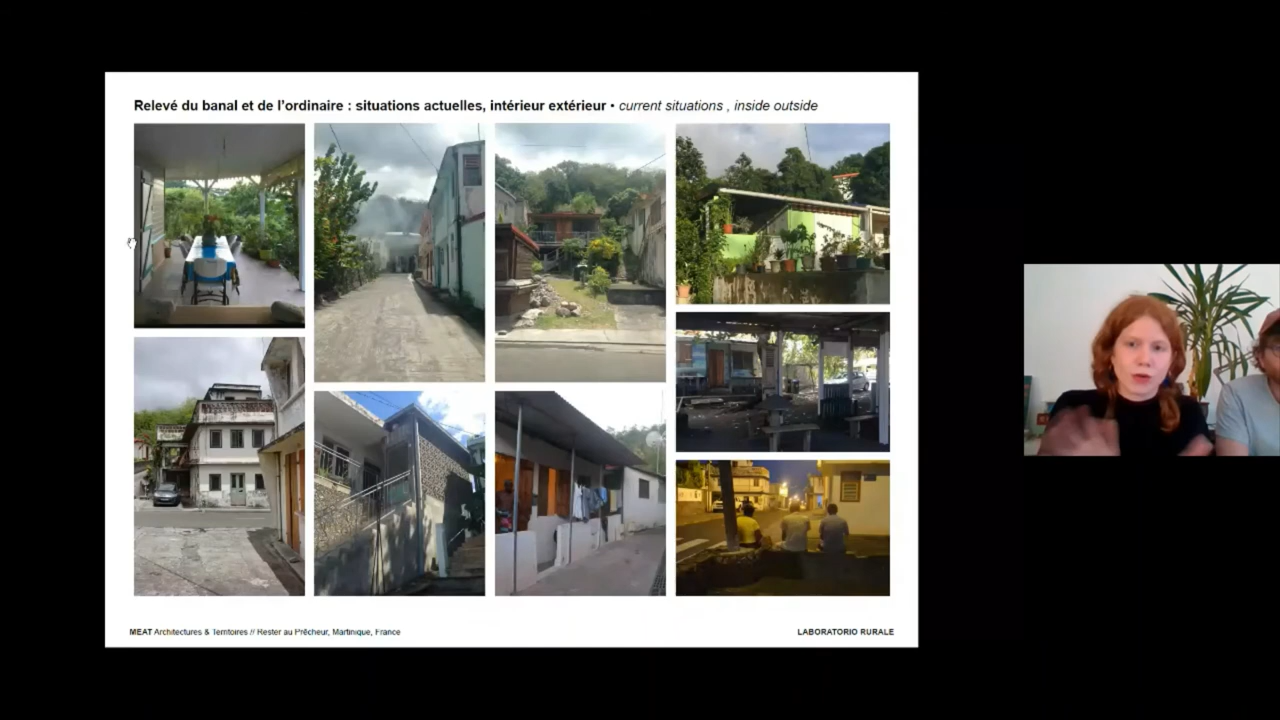 Relevé du banal et de l'ordinaire : situations actuelles, intérieur extérieur • current situations , inside outside
MEAT Architectures & Territoires // Rester au Prêcheur, Martinique, France
LABORATORIO RURALE